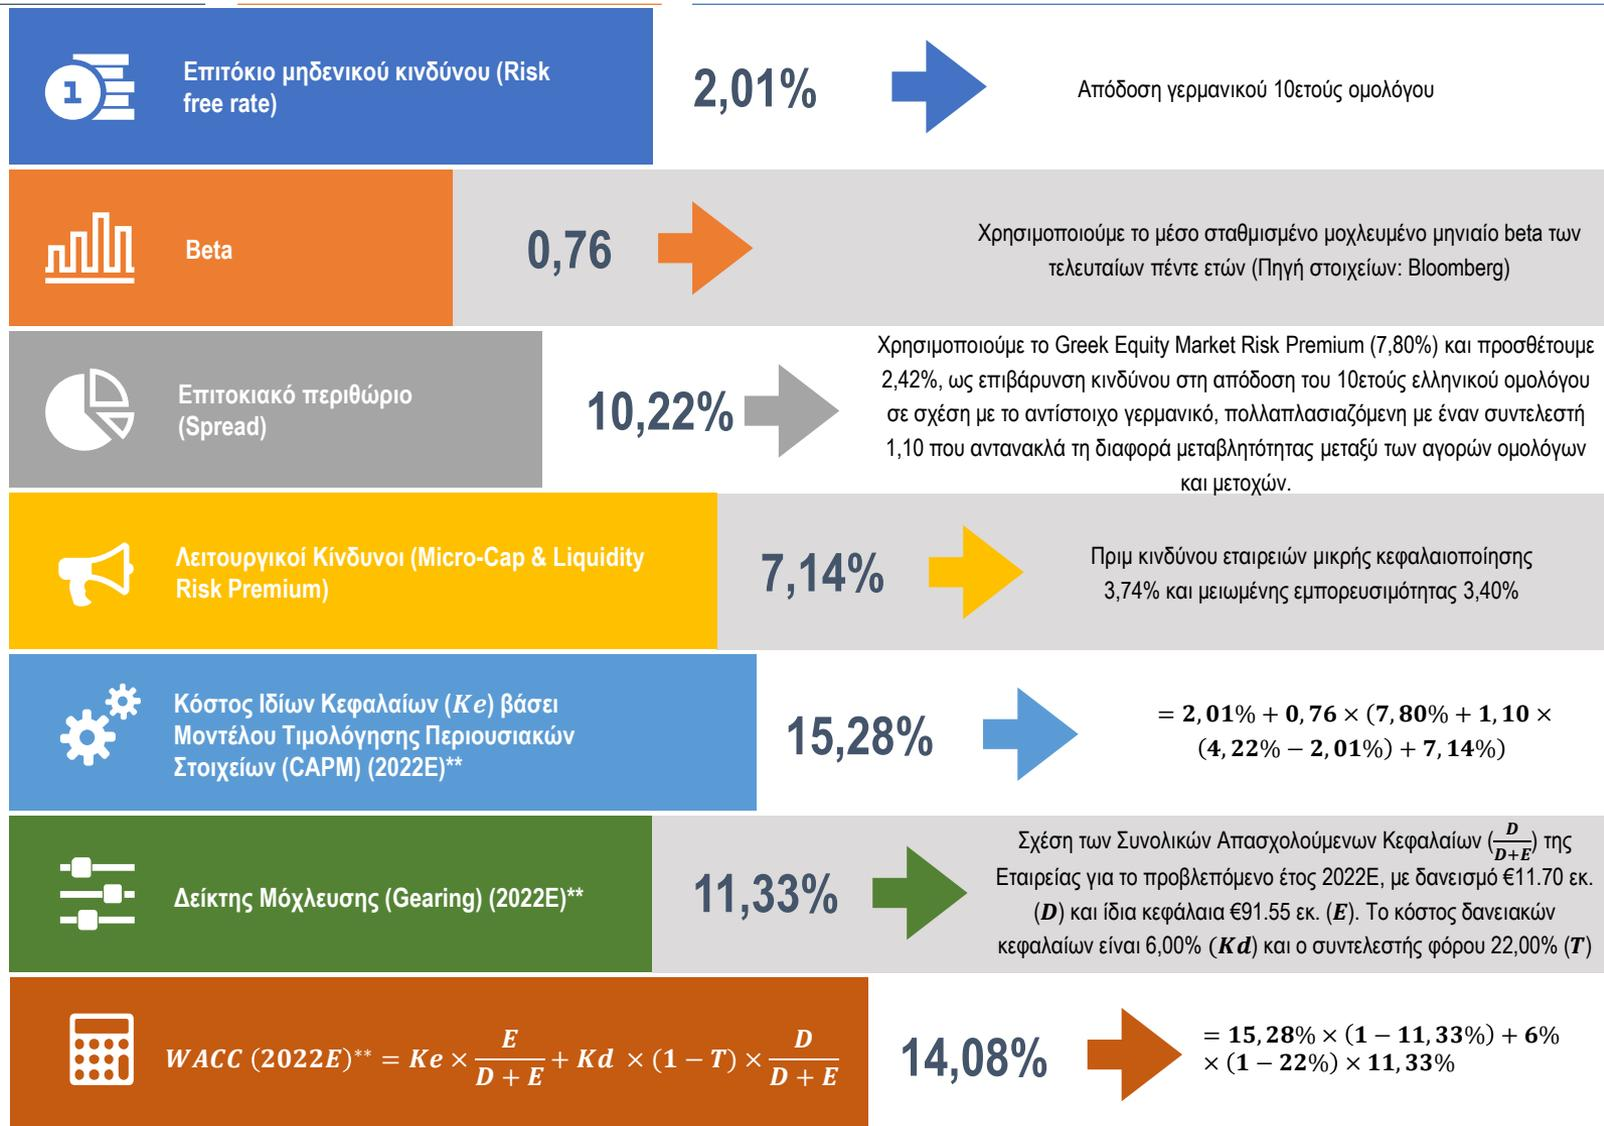 1
Επιτόκιο μηδενικού κινδύνου (Risk
free rate)
2,01%
Απόδοση γερμανικού 10ετούς ομολόγου
Beta
0,76
Χρησιμοποιούμε το μέσο σταθμισμένο μοχλευμένο μηνιαίο beta των
τελευταίων πέντε ετών (Πηγή στοιχείων: Bloomberg)
Επιτοκιακό περιθώριο
(Spread)
10,22%
Χρησιμοποιούμε το Greek Equity Market Risk Premium (7,80%) και προσθέτουμε
2,42%, ως επιβάρυνση κινδύνου στη απόδοση του 10ετούς ελληνικού ομολόγου
σε σχέση με το αντίστοιχο γερμανικό, πολλαπλασιαζόμενη με έναν συντελεστή
1,10 που αντανακλά τη διαφορά μεταβλητότητας μεταξύ των αγορών ομολόγων
και μετοχών.
Λειτουργικοί Κίνδυνοι (Micro-Cap & Liquidity
Risk Premium)
7,14%
Πριμ κινδύνου εταιρειών μικρής κεφαλαιοποίησης
3,74% και μειωμένης εμπορευσιμότητας 3,40%
Κόστος Ιδίων Κεφαλαίων (Ke) βάσει
Μοντέλου Τιμολόγησης Περιουσιακών
Στοιχείων (CAPM) (2022E)**
15,28%
= 2,01% + 0,76 × (7,80% + 1,10 ×
(4,22% − 2,01%) + 7,14%)
Δείκτης Μόχλευσης (Gearing) (2022E)**
11,33%
Σχέση των Συνολικών Απασχολούμενων Κεφαλαίων (D/D+E) της
Εταιρείας για το προβλεπόμενο έτος 2022E, με δανεισμό €11.70 εκ.
(D) και ίδια κεφάλαια €91.55 εκ. (E). Το κόστος δανειακών
κεφαλαίων είναι 6,00% (Kd) και ο συντελεστής φόρου 22,00% (T)
WACC (2022E)** = Ke × E/D + E + Kd × (1 − T) × D/D + E
14,08%
= 15,28% × (1 − 11,33%) + 6%
× (1 − 22%) × 11,33%